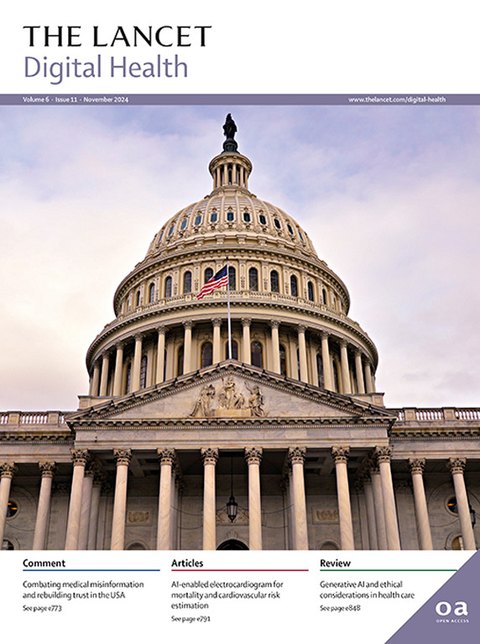 THE LANCET
Digital Health
Volume 6 · Issue 11 · November 2024
www.thelancet.com/digital-health
Comment
Combating medical misinformation
and rebuilding trust in the USA
See page e773
Articles
AI-enabled electrocardiogram for
mortality and cardiovascular risk
estimation
See page e791
Review
Generative AI and ethical
considerations in health care
See page e848
oa
OPEN ACCESS